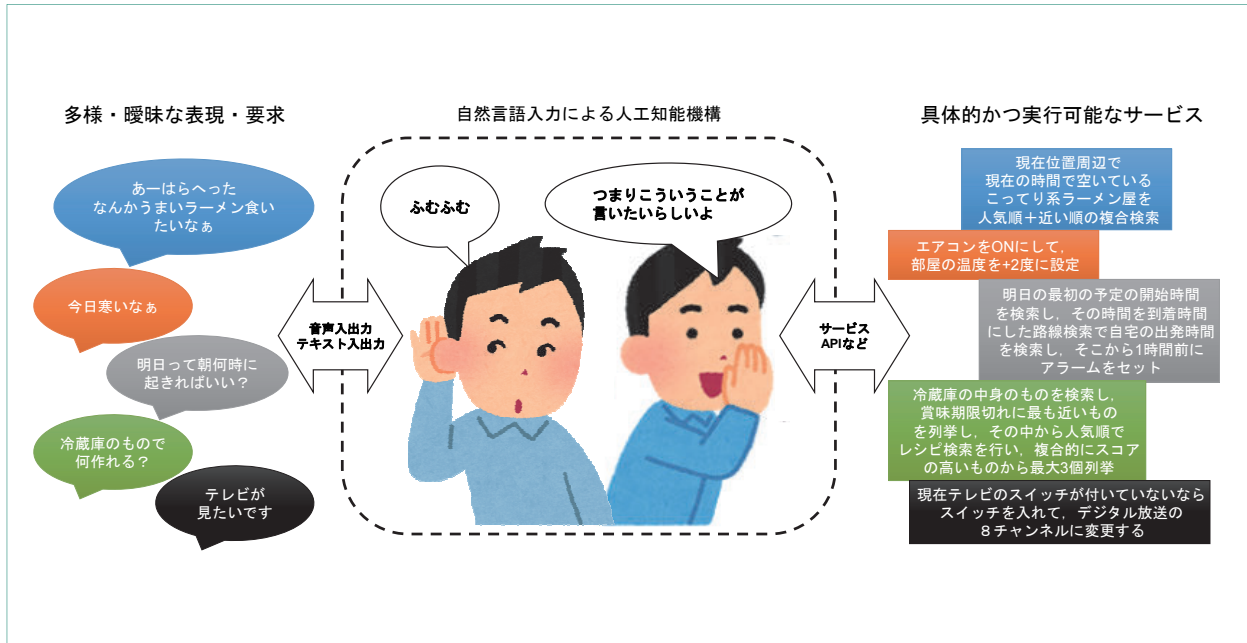 多様・曖昧な表現・要求
あーはらへった
なんかうまいラーメン食い
たいなぁ
今日寒いなぁ
明日って朝何時に
起きればいい？
冷蔵庫のもので
何作れる？
テレビが
見たいです
音声入出力
テキスト入出力
自然言語入力による人工知能機構
ふむふむ
つまりこういうことが
言いたいらしいよ
サービス
APIなど
具体的かつ実行可能なサービス
現在位置周辺で
現在の時間で空いている
こってり系ラーメン屋を
人気順＋近い順の複合検索
エアコンをONにして，
部屋の温度を+2度に設定
明日の最初の予定の開始時間
を検索し，その時間を到着時間
にした路線検索で自宅の出発時間
を検索し，そこから1時間前に
アラームをセット
冷蔵庫の中身のものを検索し，
賞味期限切れに最も近いもの
を列挙し，その中から人気順で
レシピ検索を行い，複合的にスコア
の高いものから最大3個列挙
現在テレビのスイッチが付いていないなら
スイッチを入れて，デジタル放送の
８チャンネルに変更する